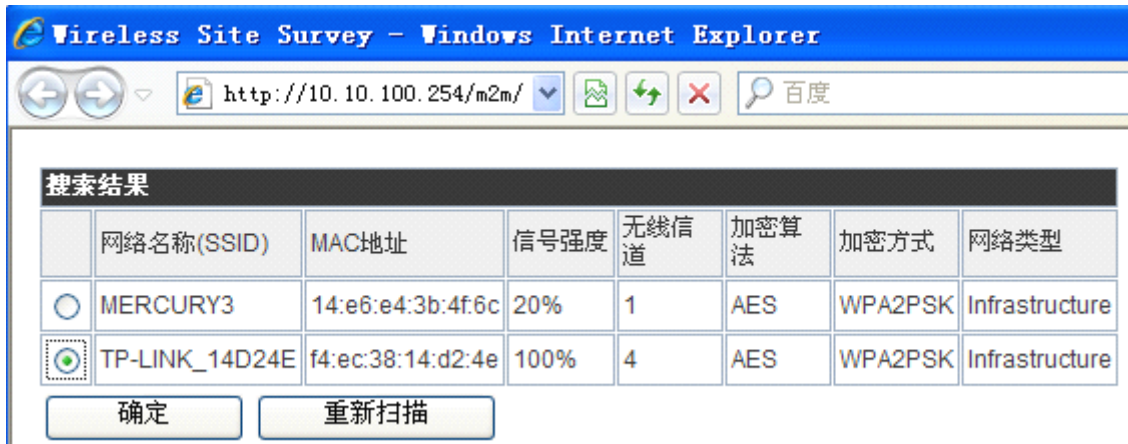 Wireless Site Survey - Windows Internet Explorer
http://10.10.100.254/m2m/ 百度
搜索结果
网络名称(SSID) MAC地址 信号强度 无线信道 加密算法 加密方式 网络类型
MERCURY3 14:e6:e4:3b:4f:6c 20% 1 AES WPA2PSK Infrastructure
TP-LINK_14D24E f4:ec:38:14:d2:4e 100% 4 AES WPA2PSK Infrastructure
确定 重新扫描